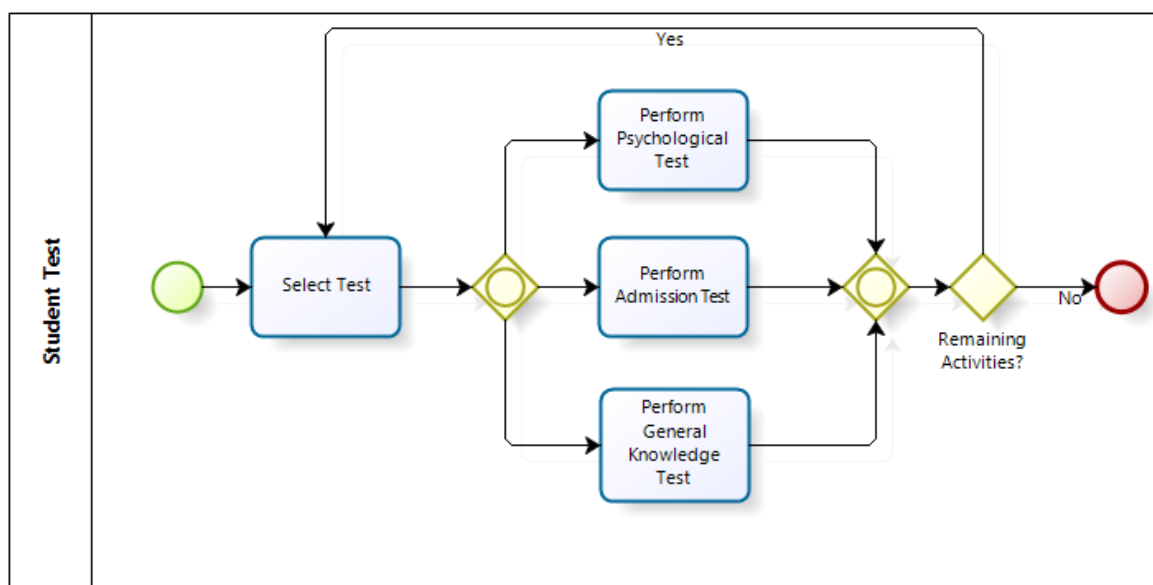 Student Test
Yes
Select Test
Perform
Psychological
Test
Perform
Admission Test
Perform
General
Knowledge
Test
Remaining
Activities?
No